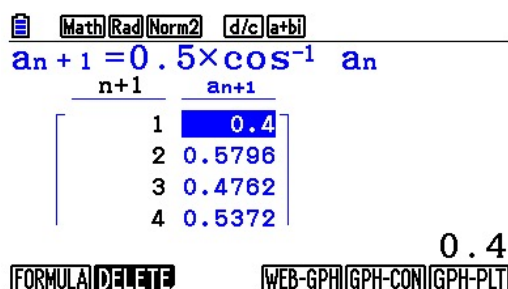 Math Rad Norm2 d/c a+bi
an+1=0.5×cos⁻¹ an
n+1 an+1
1 0.4
2 0.5796
3 0.4762
4 0.5372
0.4
FORMULA DELETE WEB-GPH GPH-CON GPH-PLT